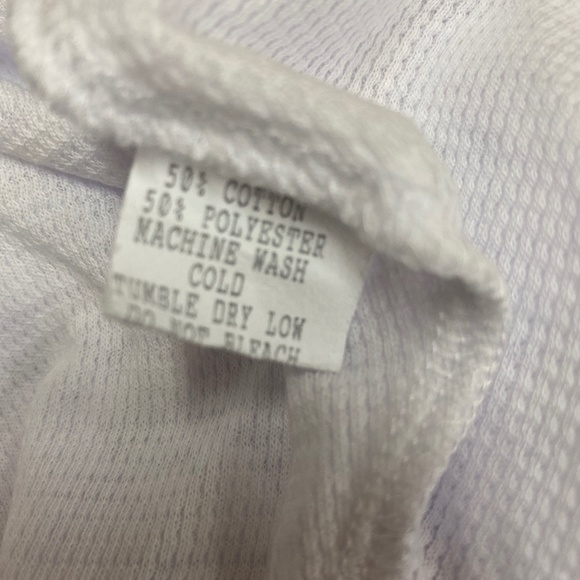 50% COTTON
50% POLYESTER
MACHINE WASH
COLD
TUMBLE DRY LOW
DO NOT BLEACH